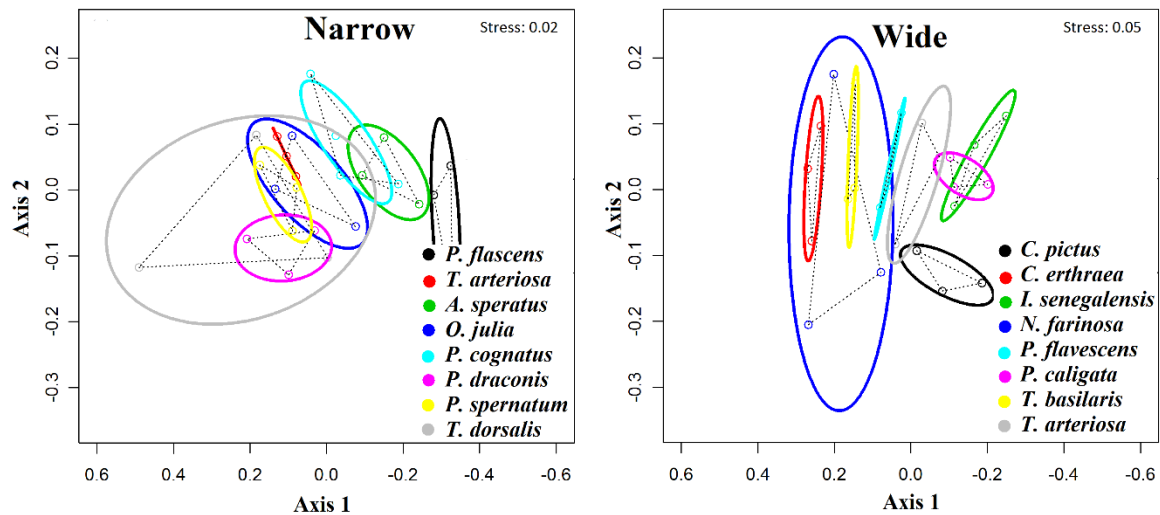 Narrow
Stress: 0.02
0.2
0.1
0.0
-0.1
-0.2
-0.3
Axis 2
P. flascens
T. arteriosa
A. speratus
O. julia
P. cognatus
P. draconis
P. spernatum
T. dorsalis
0.6 0.4 0.2 0.0 -0.2 -0.4 -0.6
Axis 1
Wide
Stress: 0.05
0.2
0.1
0.0
-0.1
-0.2
-0.3
Axis 2
C. pictus
C. erthraea
I. senegalensis
N. farinosa
P. flavescens
P. caligata
T. basilaris
T. arteriosa
0.6 0.4 0.2 0.0 -0.2 -0.4 -0.6
Axis 1